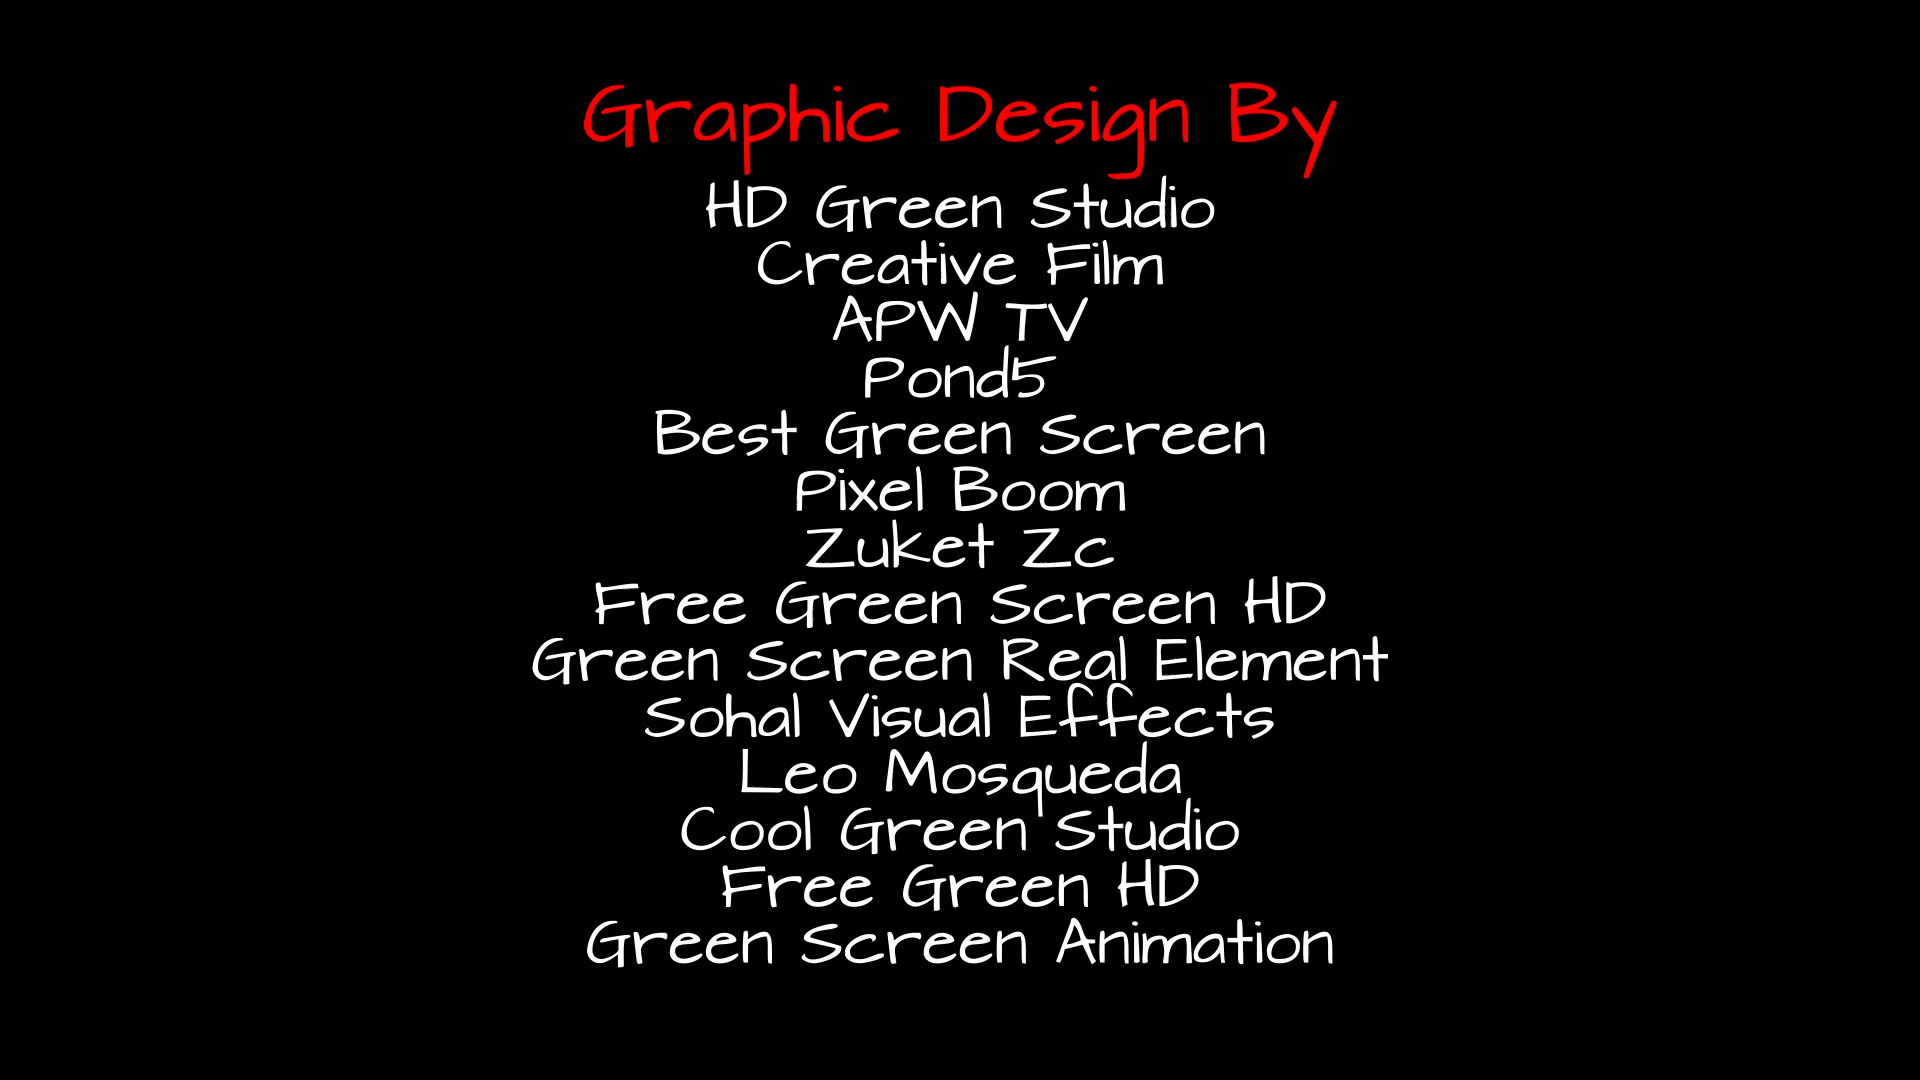 Graphic Design By
HD Green Studio
Creative Film
APW TV
Pond5
Best Green Screen
Pixel Boom
Zuket Zc
Free Green Screen HD
Green Screen Real Element
Sohal Visual Effects
Leo Mosqueda
Cool Green Studio
Free Green HD
Green Screen Animation